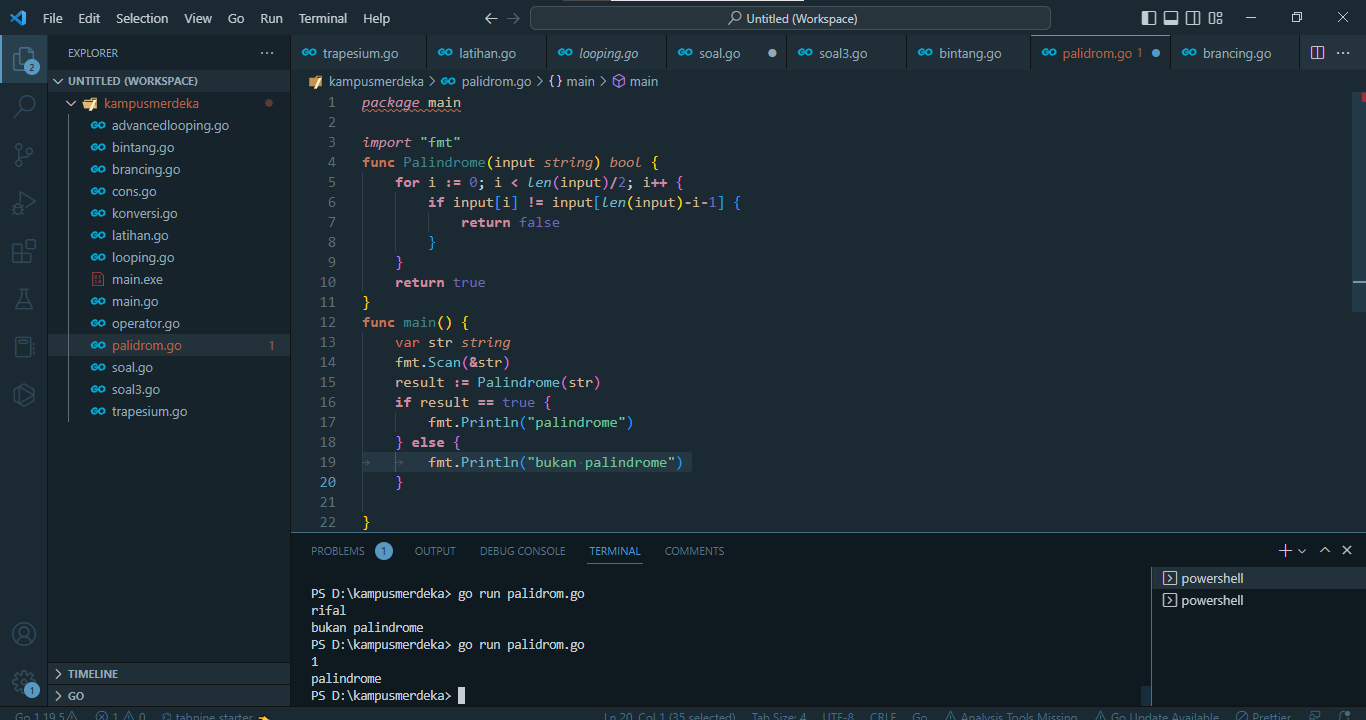 File Edit Selection View Go Run Terminal Help
Untitled (Workspace)
EXPLORER
2
UNTITLED (WORKSPACE)
kampusmerdeka
advancedlooping.go
bintang.go
brancing.go
cons.go
konversi.go
latihan.go
looping.go
main.exe
main.go
operator.go
palidrom.go 1
soal.go
soal3.go
trapesium.go
TIMELINE
GO
1
trapesium.go latihan.go looping.go soal.go soal3.go bintang.go palidrom.go 1 brancing.go
kampusmerdeka > palidrom.go > {} main > main
1 package main
2
3 import "fmt"
4 func Palindrome(input string) bool {
5 for i := 0; i < len(input)/2; i++ {
6 if input[i] != input[len(input)-i-1] {
7 return false
8 }
9 }
10 return true
11 }
12 func main() {
13 var str string
14 fmt.Scan(&str)
15 result := Palindrome(str)
16 if result == true {
17 fmt.Println("palindrome")
18 } else {
19 fmt.Println("bukan palindrome")
20 }
21
22 }
PROBLEMS 1 OUTPUT DEBUG CONSOLE TERMINAL COMMENTS
PS D:\kampusmerdeka> go run palidrom.go
rifal
bukan palindrome
PS D:\kampusmerdeka> go run palidrom.go
1
palindrome
PS D:\kampusmerdeka>
powershell
powershell
Go 1.19.5 1 0 tabnine starter Ln 20, Col 1 (35 selected) Tab Size: 4 UTF-8 CRLF Go Analysis Tools Missing Go Update Available Prettier